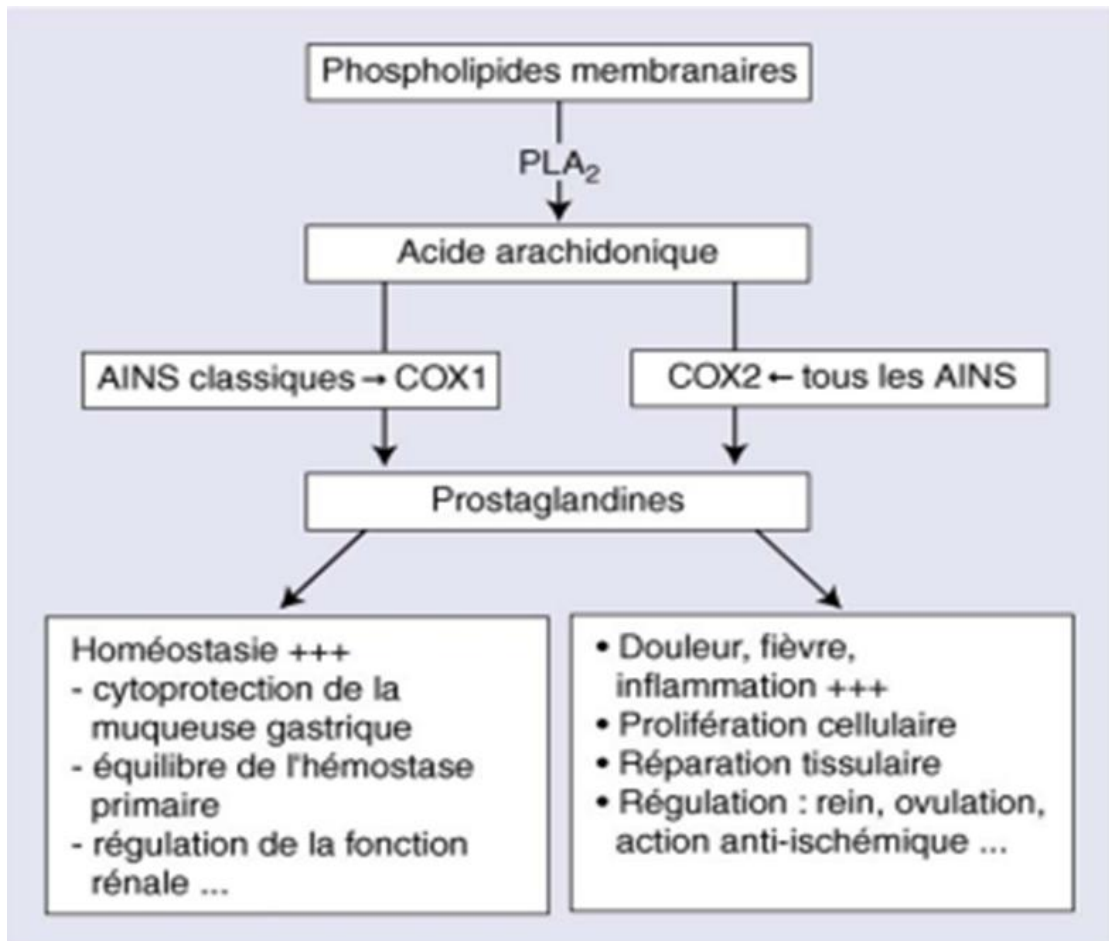 Phospholipides membranaires
PLA₂
Acide arachidonique
AINS classiques → COX1
COX2 ← tous les AINS
Prostaglandines
Homéostasie +++
- cytoprotection de la
muqueuse gastrique
- équilibre de l'hémostase
primaire
- régulation de la fonction
rénale ...
• Douleur, fièvre,
inflammation +++
• Prolifération cellulaire
• Réparation tissulaire
• Régulation : rein, ovulation,
action anti-ischémique ...